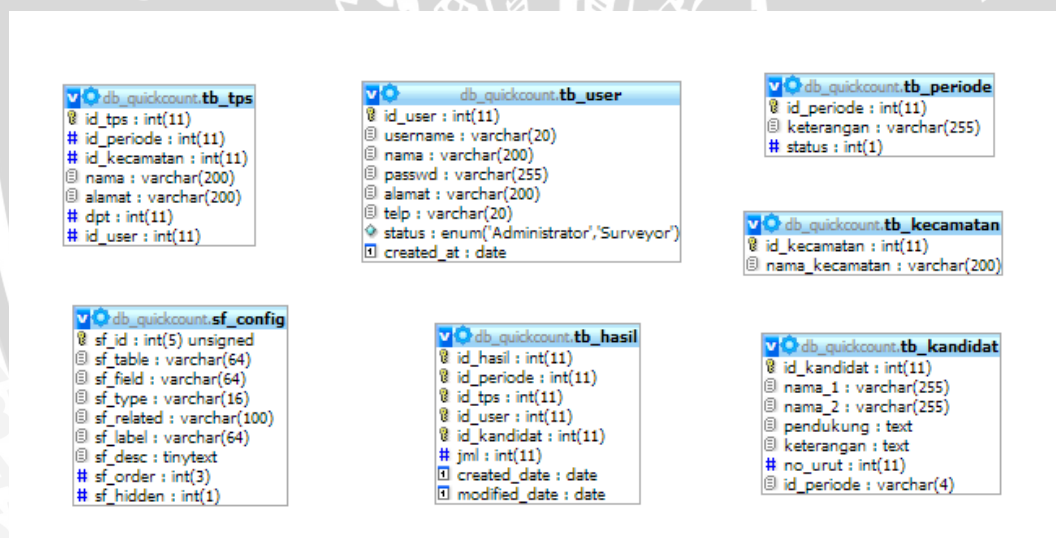 db_quickcount.tb_tps
id_tps : int(11)
id_periode : int(11)
id_kecamatan : int(11)
nama : varchar(200)
alamat : varchar(200)
dpt : int(11)
id_user : int(11)
db_quickcount.tb_user
id_user : int(11)
username : varchar(20)
nama : varchar(200)
passwd : varchar(255)
alamat : varchar(200)
telp : varchar(20)
status : enum('Administrator','Surveyor')
created_at : date
db_quickcount.tb_periode
id_periode : int(11)
keterangan : varchar(255)
status : int(1)
db_quickcount.tb_kecamatan
id_kecamatan : int(11)
nama_kecamatan : varchar(200)
db_quickcount.sf_config
sf_id : int(5) unsigned
sf_table : varchar(64)
sf_field : varchar(64)
sf_type : varchar(16)
sf_related : varchar(100)
sf_label : varchar(64)
sf_desc : tinytext
sf_order : int(3)
sf_hidden : int(1)
db_quickcount.tb_hasil
id_hasil : int(11)
id_periode : int(11)
id_tps : int(11)
id_user : int(11)
id_kandidat : int(11)
jml : int(11)
created_date : date
modified_date : date
db_quickcount.tb_kandidat
id_kandidat : int(11)
nama_1 : varchar(255)
nama_2 : varchar(255)
pendukung : text
keterangan : text
no_urut : int(11)
id_periode : varchar(4)